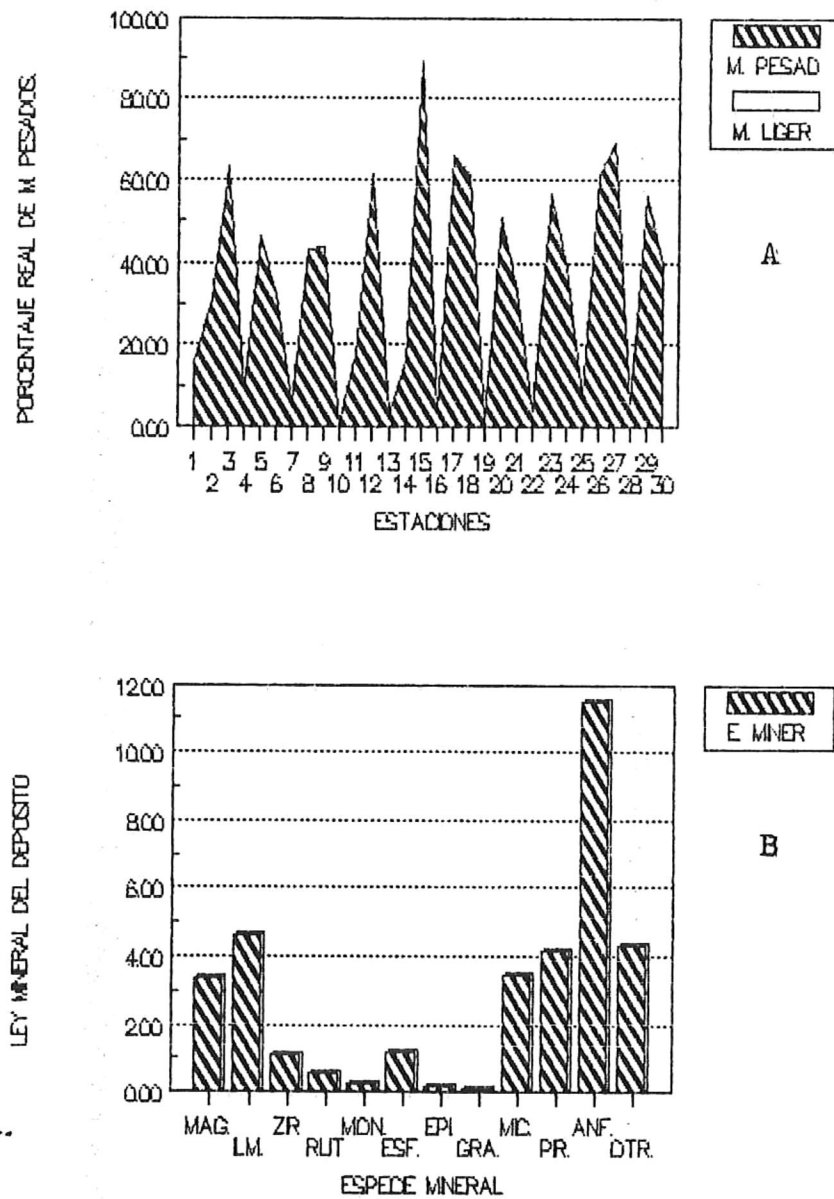 PORCENTAJE REAL DE M. PESADOS.
100.00
80.00
60.00
40.00
20.00
0.00
1 3 5 7 9 11 13 15 17 19 21 23 25 27 29
2 4 6 8 10 12 14 16 18 20 22 24 26 28 30
ESTACIONES
M. PESAD
M. LIGER
A
LEY MINERAL DEL DEPOSITO
12.00
10.00
8.00
6.00
4.00
2.00
0.00
MAG. ZIR MON. EPI. MIC. ANF.
ILM. RUT ESF. GRA. PIR. OTR.
ESPECIE MINERAL
E. MINER
B